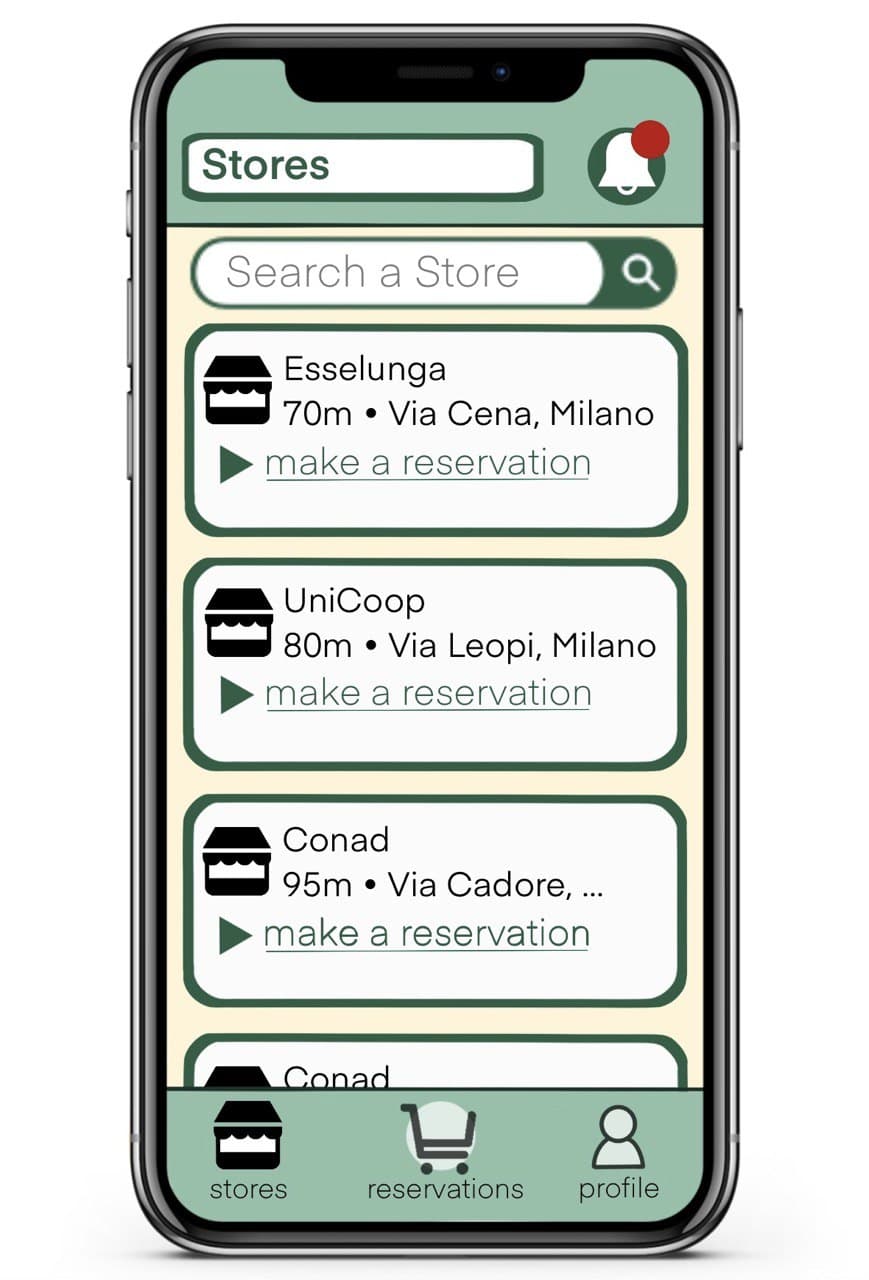 Stores
Search a Store
Esselunga
70m • Via Cena, Milano
make a reservation
UniCoop
80m • Via Leopi, Milano
make a reservation
Conad
95m • Via Cadore, ...
make a reservation
Conad
stores
reservations
profile